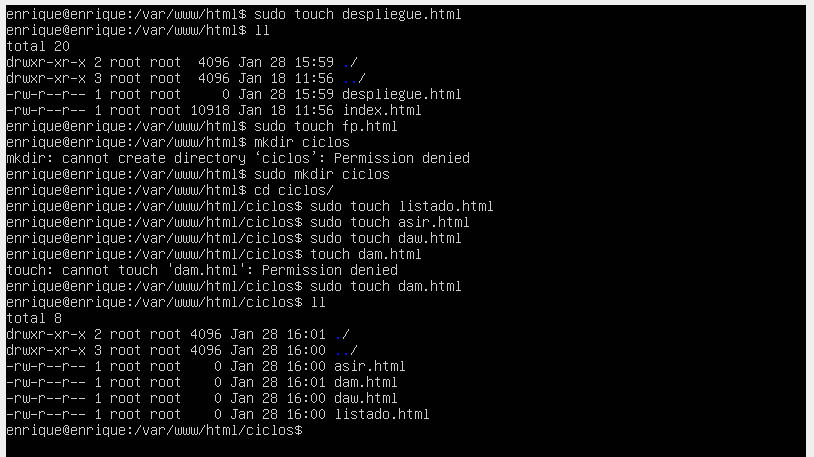 enrique@enrique:/var/www/html$ sudo touch despliegue.html
enrique@enrique:/var/www/html$ ll
total 20
drwxr-xr-x 2 root root  4096 Jan 28 15:59 ./
drwxr-xr-x 3 root root  4096 Jan 18 11:56 ../
-rw-r--r-- 1 root root     0 Jan 28 15:59 despliegue.html
-rw-r--r-- 1 root root 10918 Jan 18 11:56 index.html
enrique@enrique:/var/www/html$ sudo touch fp.html
enrique@enrique:/var/www/html$ mkdir ciclos
mkdir: cannot create directory ‘ciclos’: Permission denied
enrique@enrique:/var/www/html$ sudo mkdir ciclos
enrique@enrique:/var/www/html$ cd ciclos/
enrique@enrique:/var/www/html/ciclos$ sudo touch listado.html
enrique@enrique:/var/www/html/ciclos$ sudo touch asir.html
enrique@enrique:/var/www/html/ciclos$ sudo touch daw.html
enrique@enrique:/var/www/html/ciclos$ touch dam.html
touch: cannot touch 'dam.html': Permission denied
enrique@enrique:/var/www/html/ciclos$ sudo touch dam.html
enrique@enrique:/var/www/html/ciclos$ ll
total 8
drwxr-xr-x 2 root root 4096 Jan 28 16:01 ./
drwxr-xr-x 3 root root 4096 Jan 28 16:00 ../
-rw-r--r-- 1 root root    0 Jan 28 16:00 asir.html
-rw-r--r-- 1 root root    0 Jan 28 16:01 dam.html
-rw-r--r-- 1 root root    0 Jan 28 16:00 daw.html
-rw-r--r-- 1 root root    0 Jan 28 16:00 listado.html
enrique@enrique:/var/www/html/ciclos$